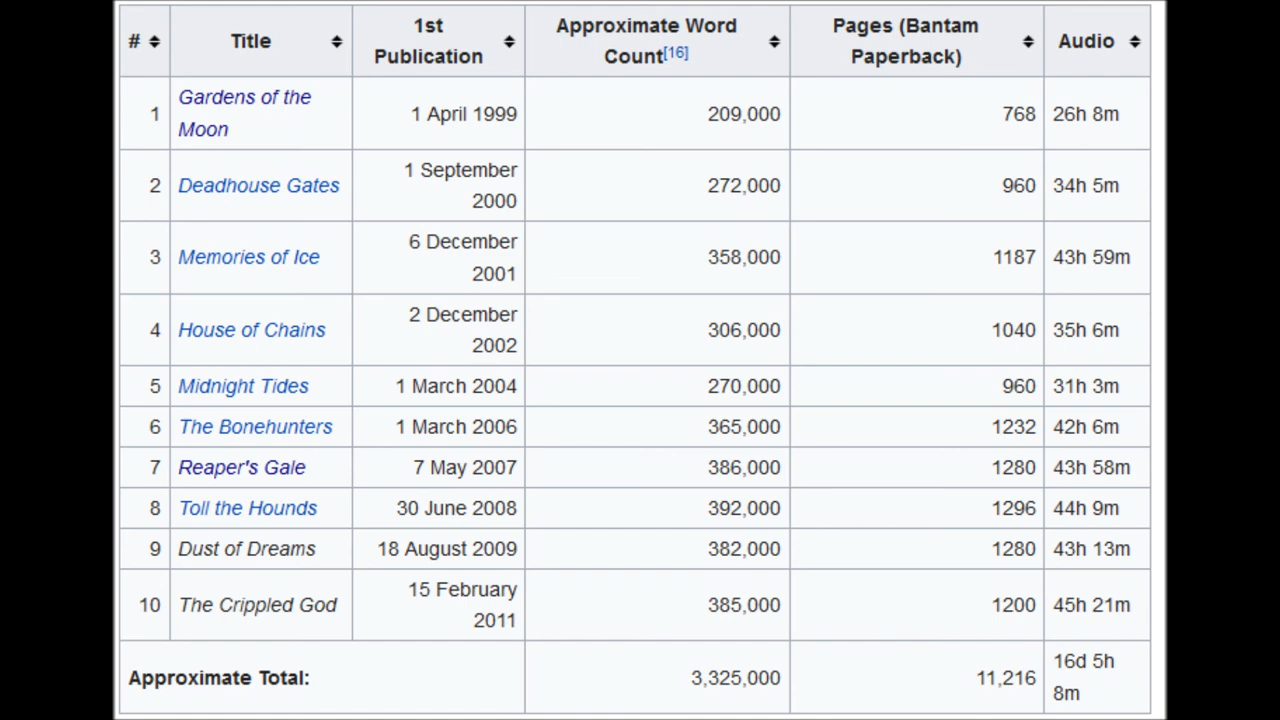 # Title 1st Publication Approximate Word Count[16] Pages (Bantam Paperback) Audio
1 Gardens of the Moon 1 April 1999 209,000 768 26h 8m
2 Deadhouse Gates 1 September 2000 272,000 960 34h 5m
3 Memories of Ice 6 December 2001 358,000 1187 43h 59m
4 House of Chains 2 December 2002 306,000 1040 35h 6m
5 Midnight Tides 1 March 2004 270,000 960 31h 3m
6 The Bonehunters 1 March 2006 365,000 1232 42h 6m
7 Reaper's Gale 7 May 2007 386,000 1280 43h 58m
8 Toll the Hounds 30 June 2008 392,000 1296 44h 9m
9 Dust of Dreams 18 August 2009 382,000 1280 43h 13m
10 The Crippled God 15 February 2011 385,000 1200 45h 21m
Approximate Total: 3,325,000 11,216 16d 5h 8m